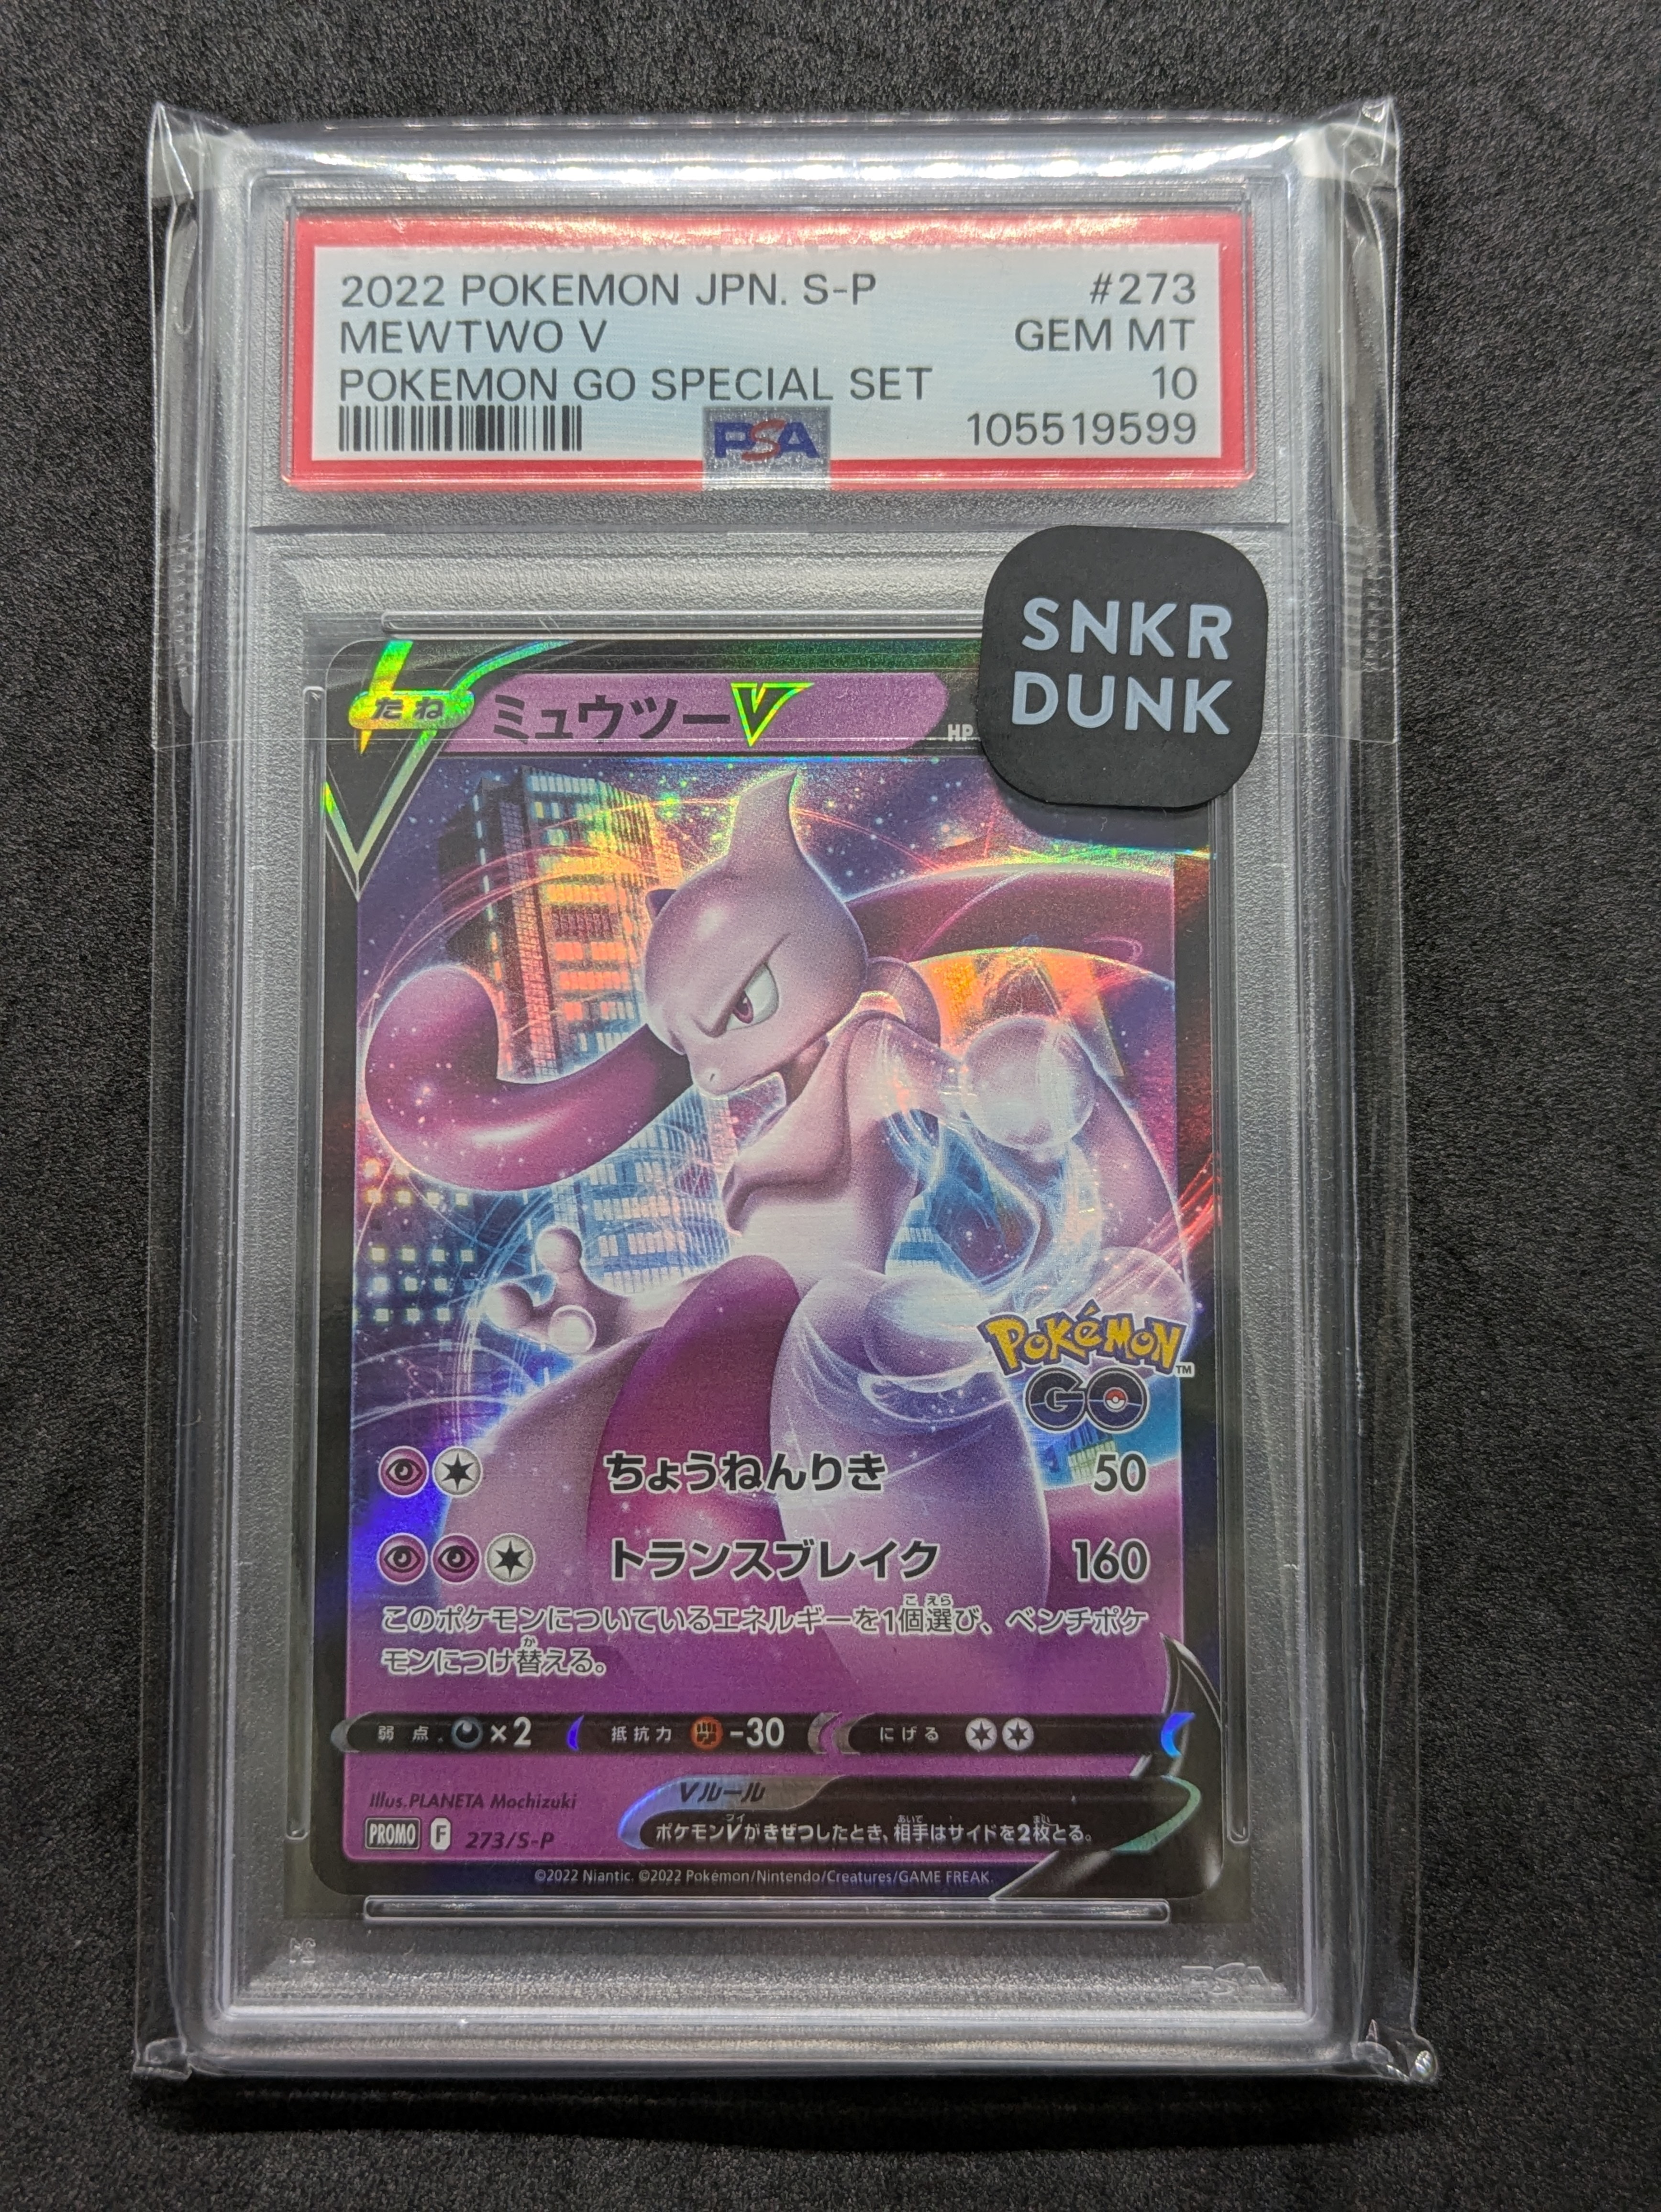 2022 POKEMON JPN. S-P #273
MEWTWO V GEM MT
POKEMON GO SPECIAL SET 10
PSA 105519599
SNKR
DUNK
たね ミュウツーV HP
Pokémon™
GO
ちょうねんりき 50
トランスブレイク 160
このポケモンについているエネルギーを1個選び、ベンチポケ
モンにつけ替える。
弱点 ×2 抵抗力 -30 にげる
Illus.PLANETA Mochizuki
Vルール
PROMO F 273/S-P
ポケモンVがきぜつしたとき、相手はサイドを2枚とる。
©2022 Niantic. ©2022 Pokémon/Nintendo/Creatures/GAME FREAK.
PSA